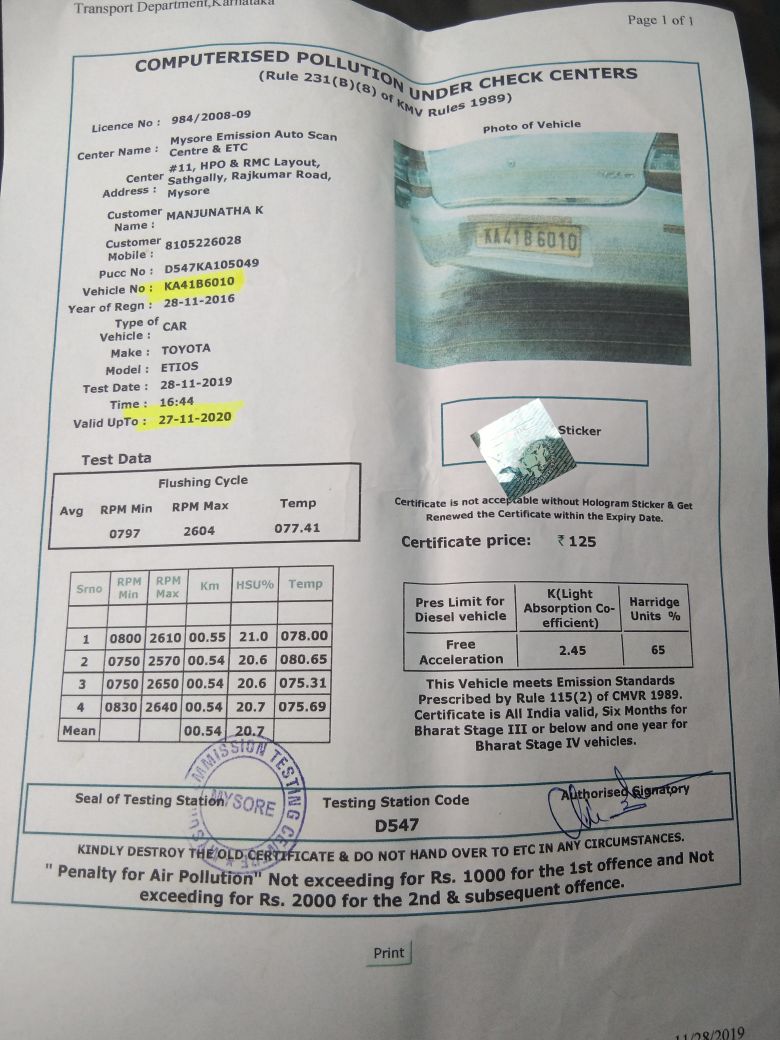 Transport Department,Karnataka
Page 1 of 1
COMPUTERISED POLLUTION UNDER CHECK CENTERS
(Rule 231(B)(8) of KMV Rules 1989)
Licence No : 984/2008-09
Center Name : Mysore Emission Auto Scan Centre & ETC
Center Address : #11, HPO & RMC Layout, Sathgally, Rajkumar Road, Mysore
Customer Name : MANJUNATHA K
Customer Mobile : 8105226028
Pucc No : D547KA105049
Vehicle No : KA41B6010
Year of Regn : 28-11-2016
Type of Vehicle : CAR
Make : TOYOTA
Model : ETIOS
Test Date : 28-11-2019
Time : 16:44
Valid UpTo : 27-11-2020
Photo of Vehicle
KA41B6010
Sticker
Certificate is not acceptable without Hologram Sticker & Get
Renewed the Certificate within the Expiry Date.
Certificate price: ₹ 125
Test Data
Flushing Cycle
Avg RPM Min RPM Max Temp
0797 2604 077.41
Srno RPM Min RPM Max Km HSU% Temp
1 0800 2610 00.55 21.0 078.00
2 0750 2570 00.54 20.6 080.65
3 0750 2650 00.54 20.6 075.31
4 0830 2640 00.54 20.7 075.69
Mean 00.54 20.7
Pres Limit for Diesel vehicle K(Light Absorption Co-efficient) Harridge Units %
Free Acceleration 2.45 65
This Vehicle meets Emission Standards
Prescribed by Rule 115(2) of CMVR 1989.
Certificate is All India valid, Six Months for
Bharat Stage III or below and one year for
Bharat Stage IV vehicles.
Seal of Testing Station
MYSORE
Testing Station Code
D547
Authorised Signatory
KINDLY DESTROY THE OLD CERTIFICATE & DO NOT HAND OVER TO ETC IN ANY CIRCUMSTANCES.
" Penalty for Air Pollution" Not exceeding for Rs. 1000 for the 1st offence and Not
exceeding for Rs. 2000 for the 2nd & subsequent offence.
Print
11/28/2019